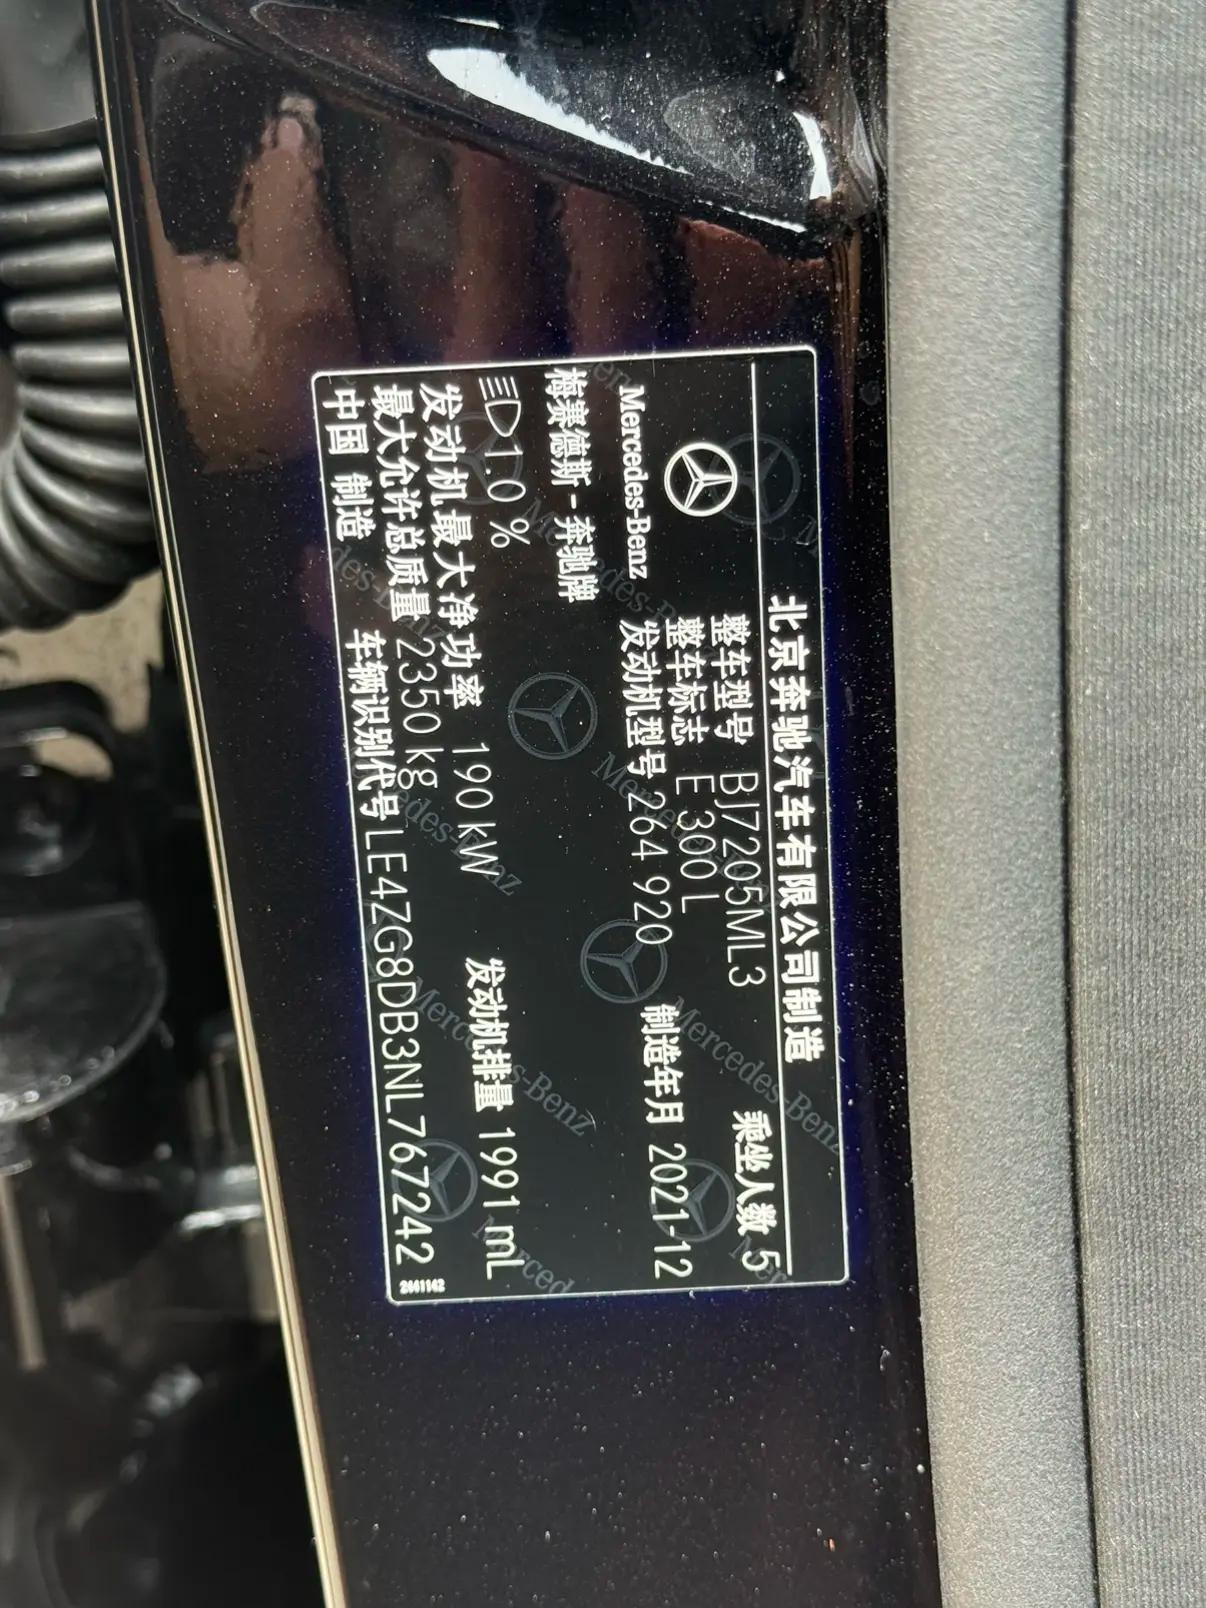 北京奔驰汽车有限公司制造
整车型号 BJ7205ML3 乘坐人数 5
整车标志 E 300 L
Mercedes-Benz 发动机型号 264 920 制造年月 2021-12
梅赛德斯-奔驰牌
1.0 %
发动机最大净功率 190 kW 发动机排量 1991 mL
最大允许总质量 2350 kg
中国 制造 车辆识别代号 LE4ZG8DB3NL767242
2441142